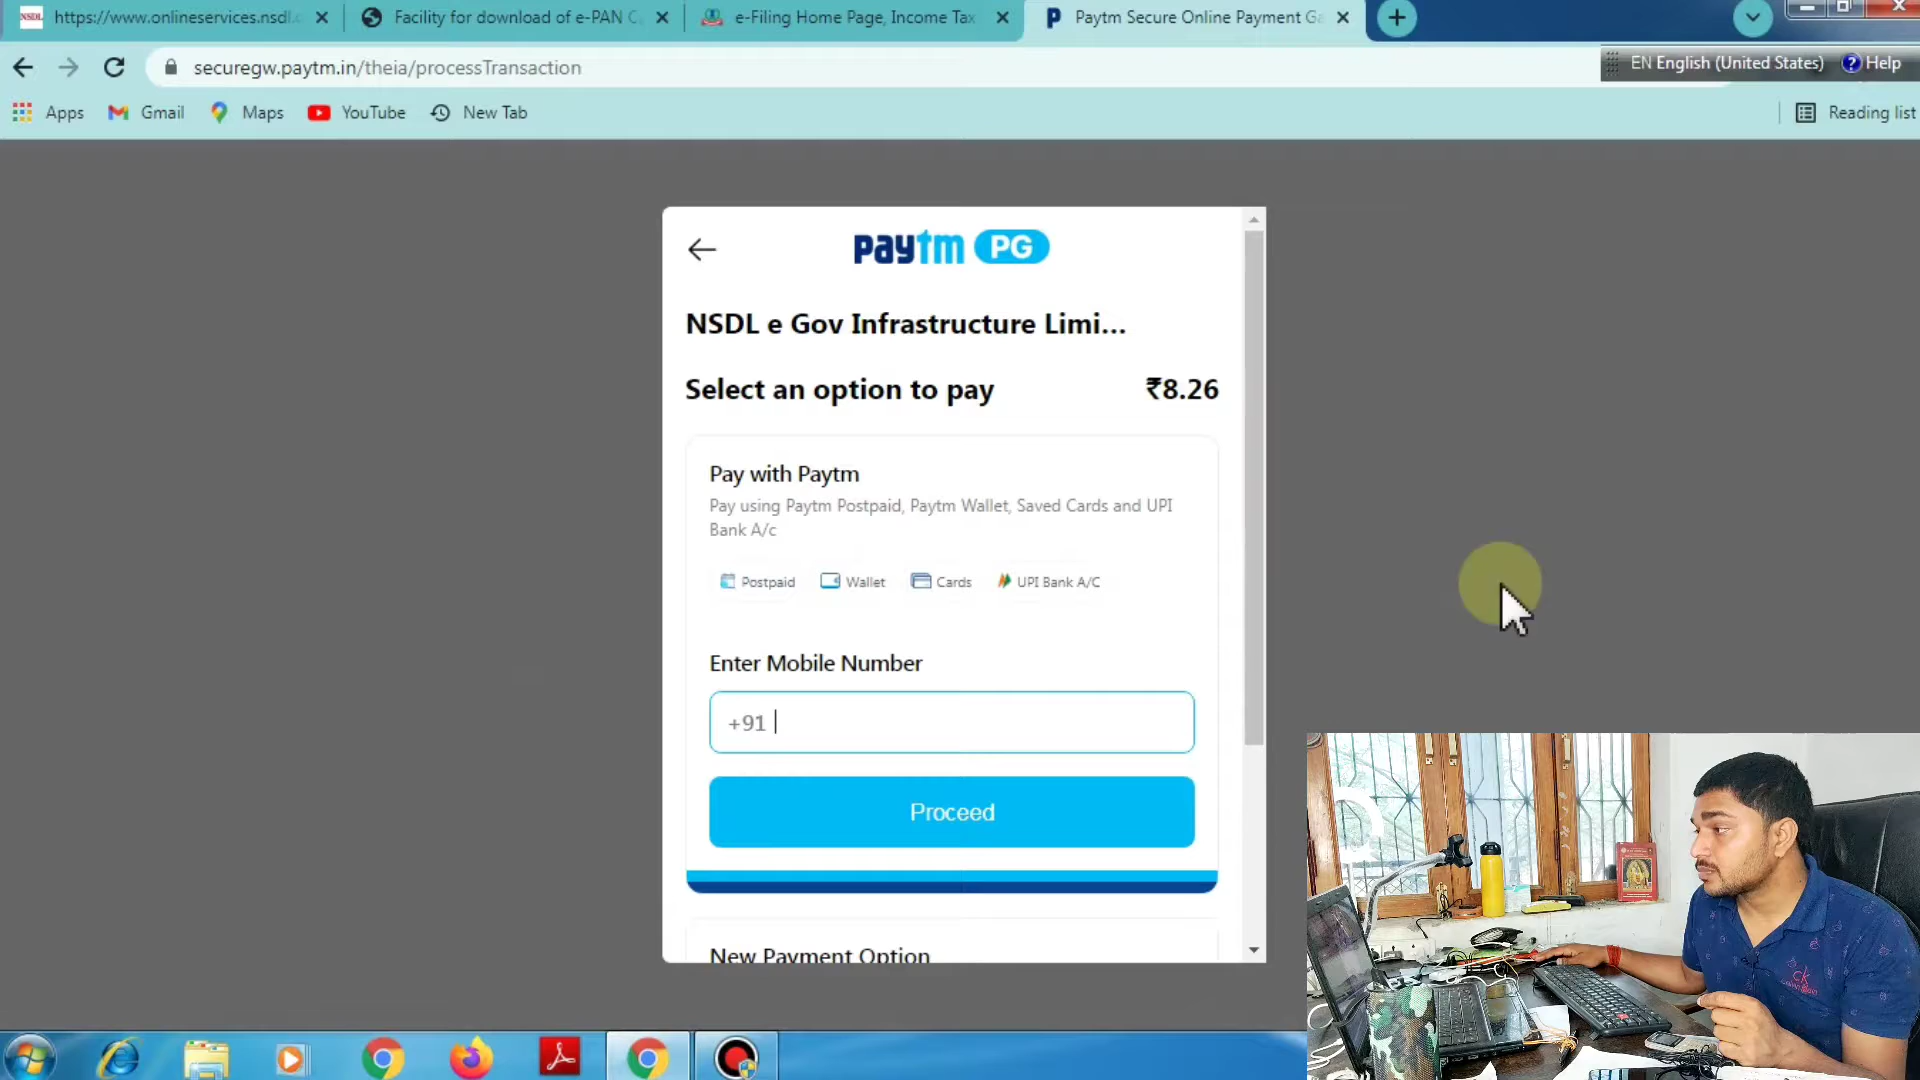 NSDL https://www.onlineservices.nsdl. Facility for download of e-PAN C e-Filing Home Page, Income Tax Paytm Secure Online Payment Ga
securegw.paytm.in/theia/processTransaction
EN English (United States) Help
Apps Gmail Maps YouTube New Tab Reading list
paytm PG
NSDL e Gov Infrastructure Limi...
Select an option to pay ₹8.26
Pay with Paytm
Pay using Paytm Postpaid, Paytm Wallet, Saved Cards and UPI
Bank A/c
Postpaid Wallet Cards UPI Bank A/C
Enter Mobile Number
+91
Proceed
New Payment Option